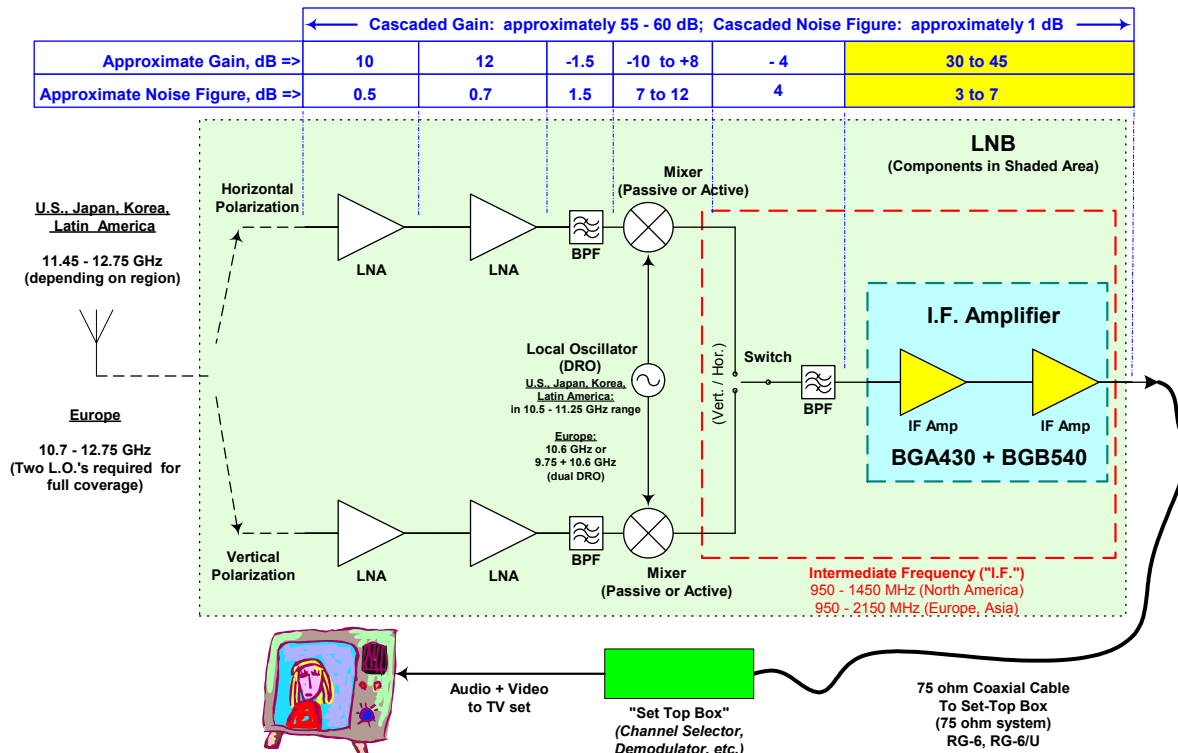 Cascaded Gain: approximately 55 - 60 dB; Cascaded Noise Figure: approximately 1 dB
Approximate Gain, dB => 10 12 -1.5 -10 to +8 - 4 30 to 45
Approximate Noise Figure, dB => 0.5 0.7 1.5 7 to 12 4 3 to 7
LNB
(Components in Shaded Area)
Mixer
(Passive or Active)
Horizontal
Polarization
U.S., Japan, Korea,
Latin America
11.45 - 12.75 GHz
(depending on region)
LNA
LNA
BPF
I.F. Amplifier
Local Oscillator
(DRO)
U.S., Japan, Korea,
Latin America:
in 10.5 - 11.25 GHz range
Europe:
10.6 GHz or
9.75 + 10.6 GHz
(dual DRO)
(Vert. / Hor.)
Switch
BPF
IF Amp
IF Amp
BGA430 + BGB540
Europe
10.7 - 12.75 GHz
(Two L.O.'s required for
full coverage)
Vertical
Polarization
LNA
LNA
BPF
Mixer
(Passive or Active)
Intermediate Frequency ("I.F.")
950 - 1450 MHz (North America)
950 - 2150 MHz (Europe, Asia)
Audio + Video
to TV set
"Set Top Box"
(Channel Selector,
Demodulator, etc.)
75 ohm Coaxial Cable
To Set-Top Box
(75 ohm system)
RG-6, RG-6/U